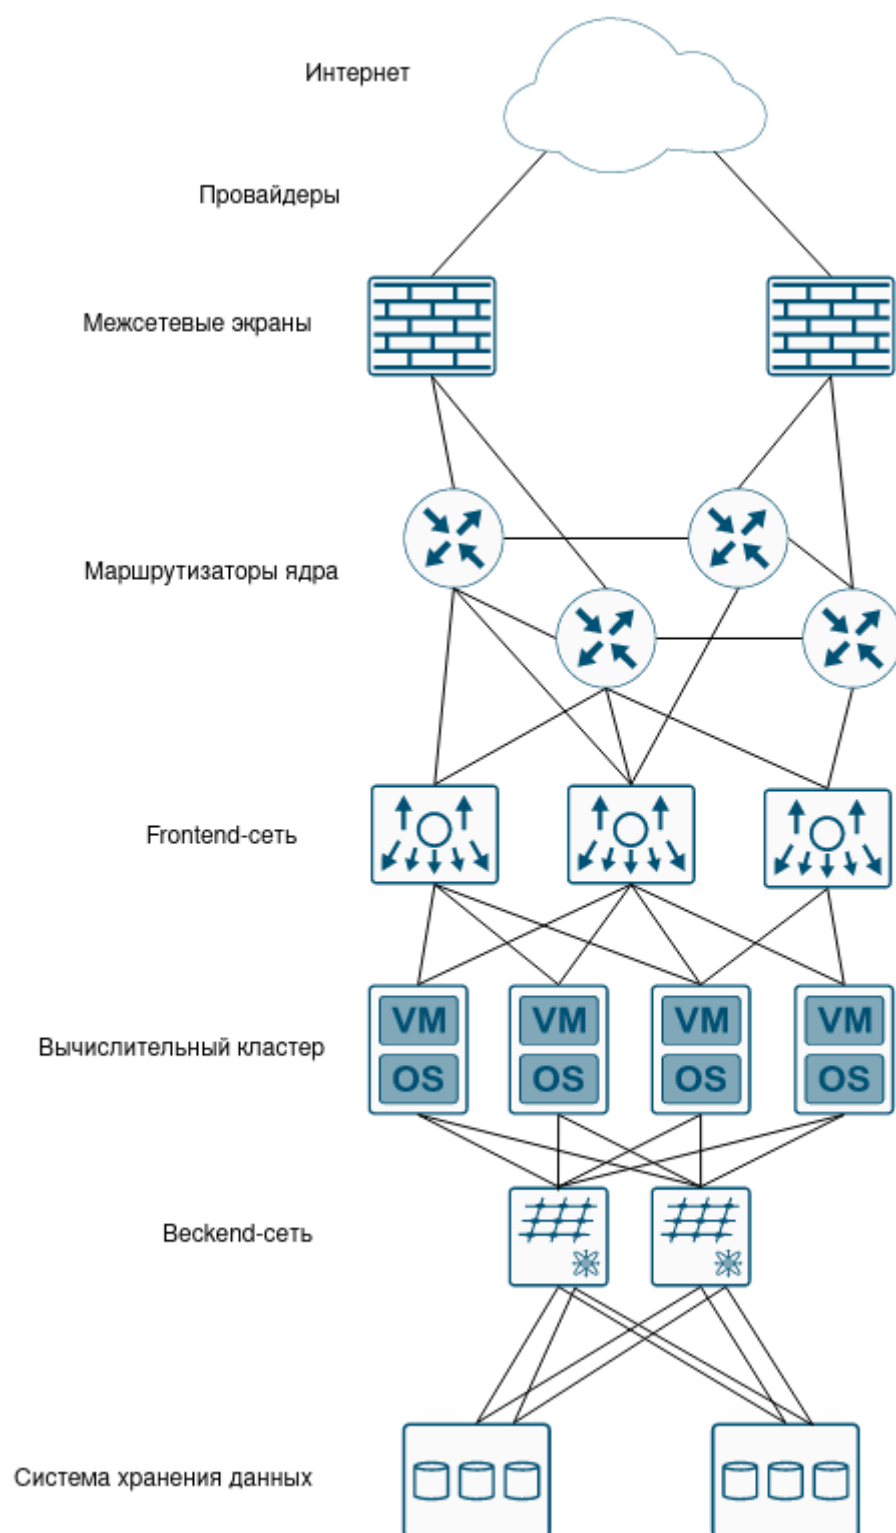 Интернет
Провайдеры
Межсетевые экраны
Маршрутизаторы ядра
Frontend-сеть
VM VM VM VM
Вычислительный кластер
OS OS OS OS
Beckend-сеть
Система хранения данных